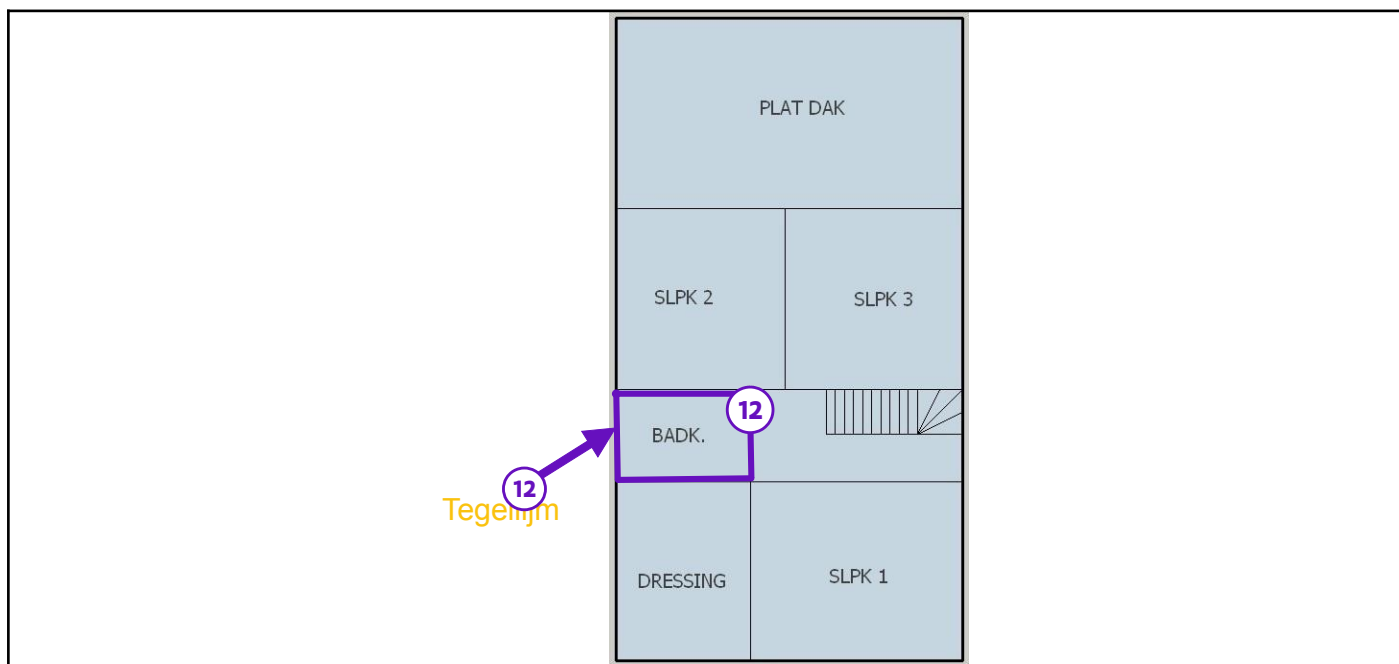 PLAT DAK
SLPK 2
SLPK 3
12
BADK.
12
Tegellijm
DRESSING
SLPK 1